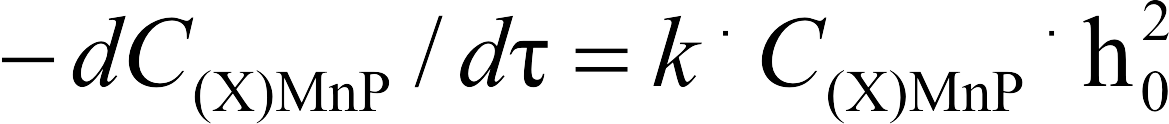 −dC₍X₎MnP / dτ = k · C₍X₎MnP · h₀²